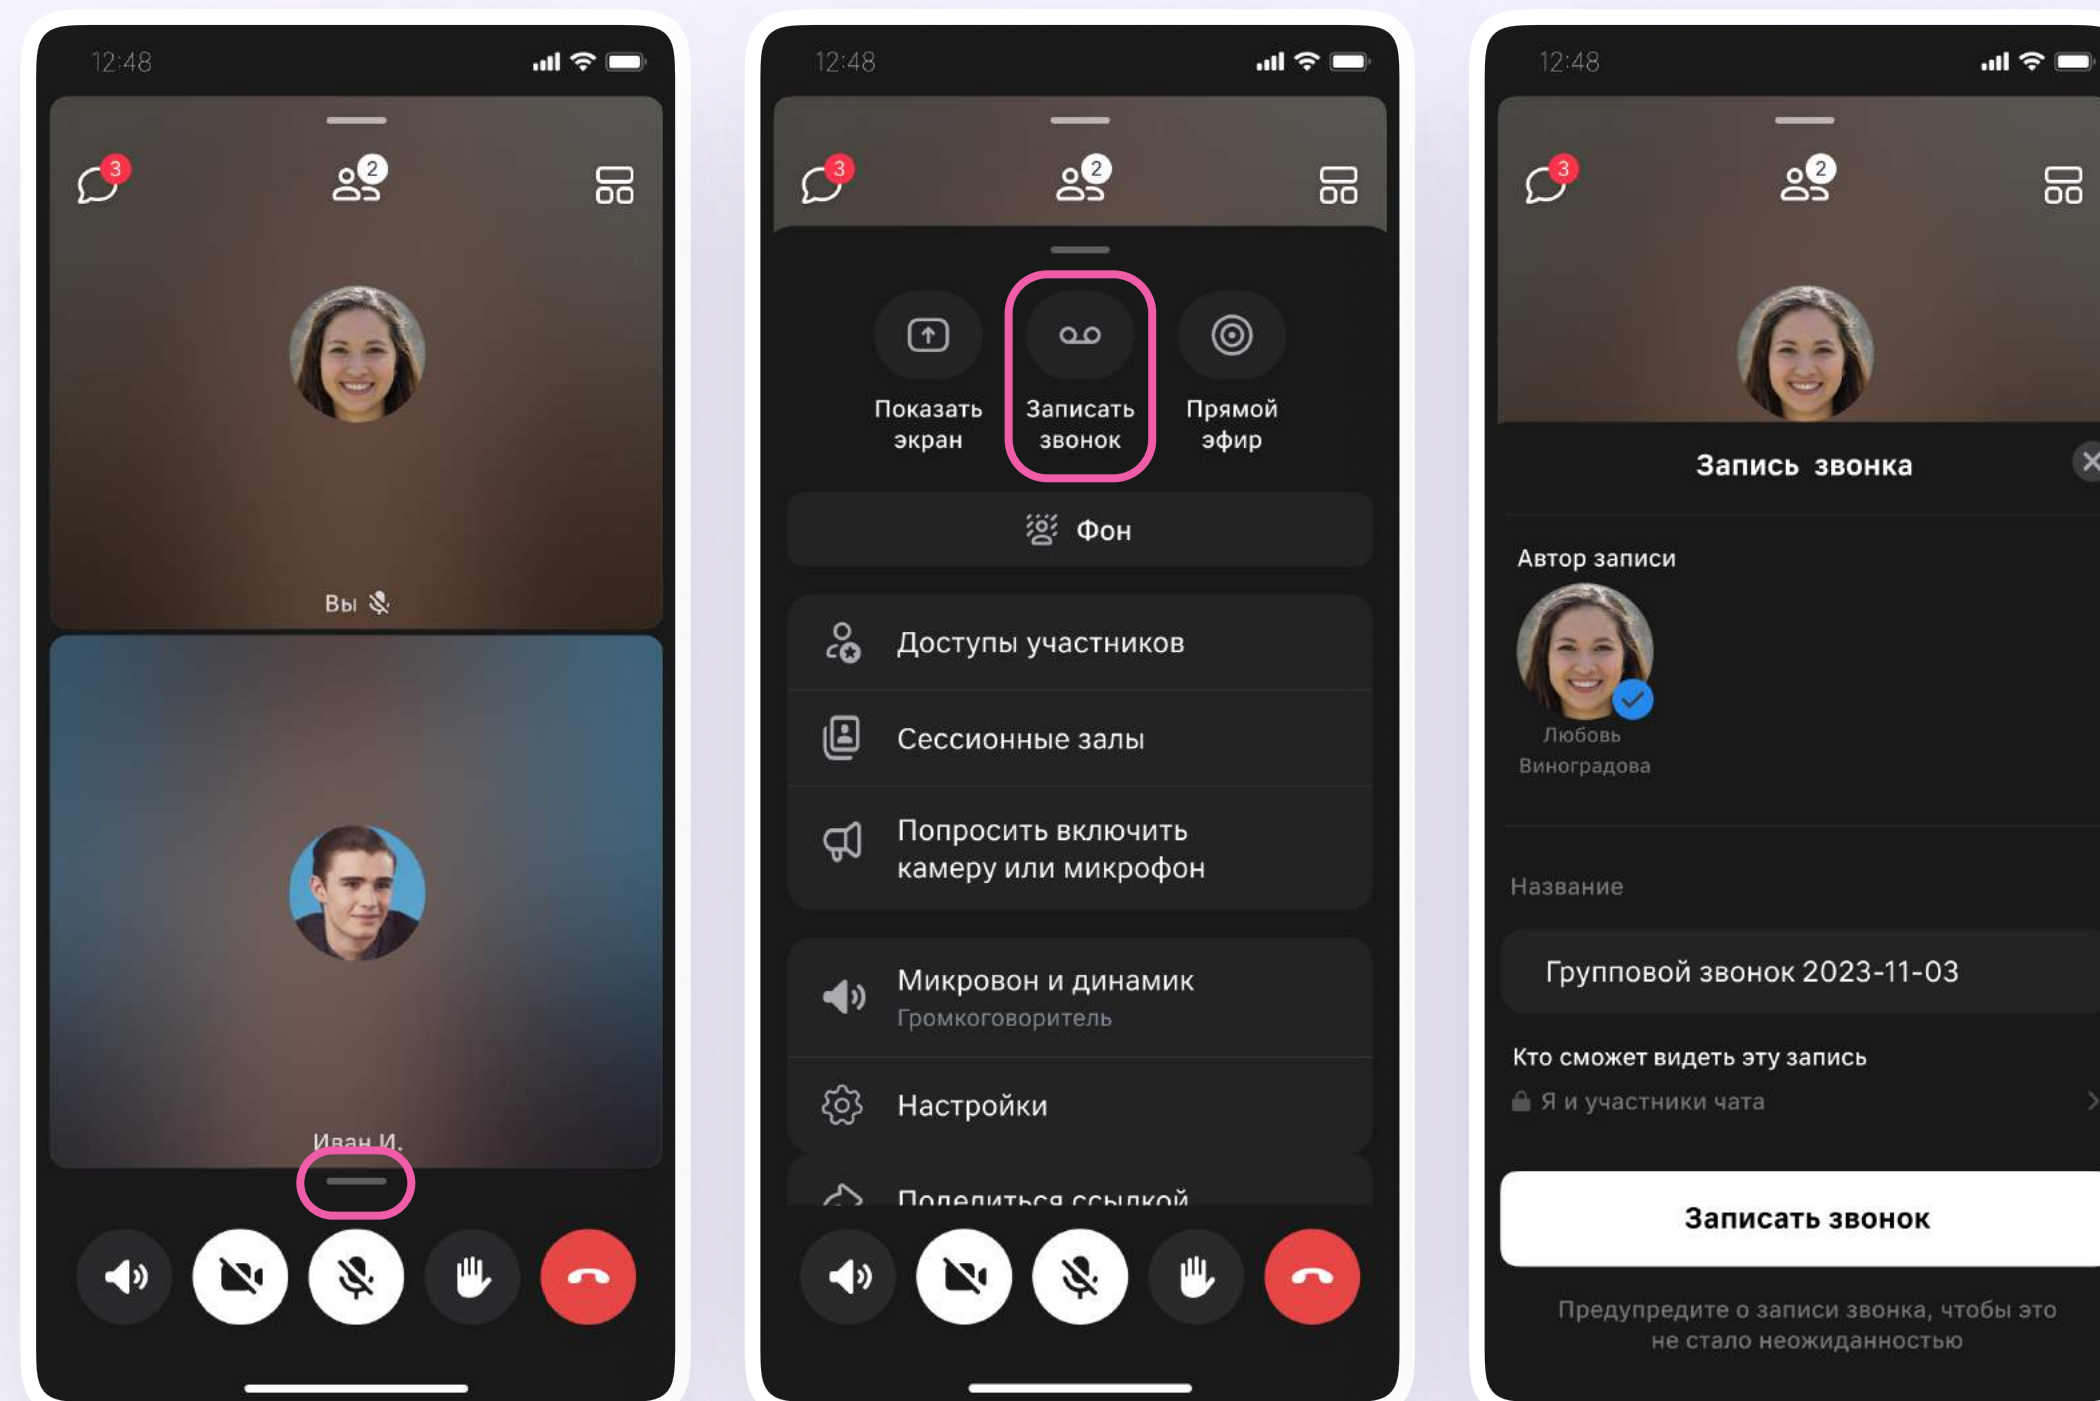 12:48
3
2
Вы
Иван И.
12:48
3
2
Показать
экран
Записать
звонок
Прямой
эфир
Фон
Доступы участников
Сессионные залы
Попросить включить
камеру или микрофон
Микровон и динамик
Громкоговоритель
Настройки
Поделиться ссылкой
12:48
3
2
Запись звонка
Автор записи
Любовь
Виноградова
Название
Групповой звонок 2023-11-03
Кто сможет видеть эту запись
Я и участники чата
Записать звонок
Предупредите о записи звонка, чтобы это
не стало неожиданностью